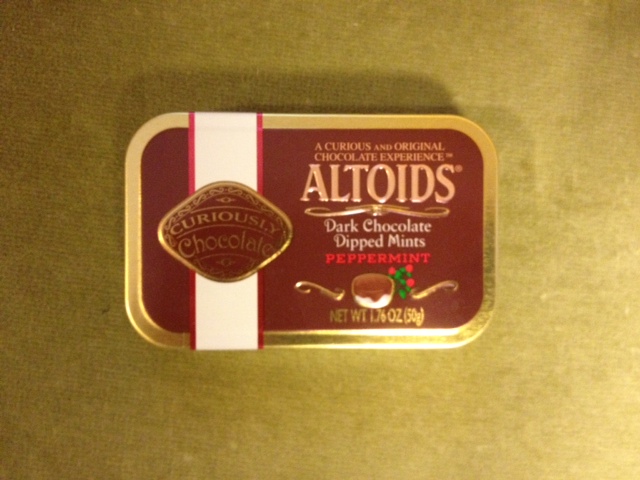 A CURIOUS AND ORIGINAL
CHOCOLATE EXPERIENCE™
ALTOIDS®
Dark Chocolate
Dipped Mints
PEPPERMINT
NET WT 1.76 OZ (50g)
CURIOUSLY
Chocolate